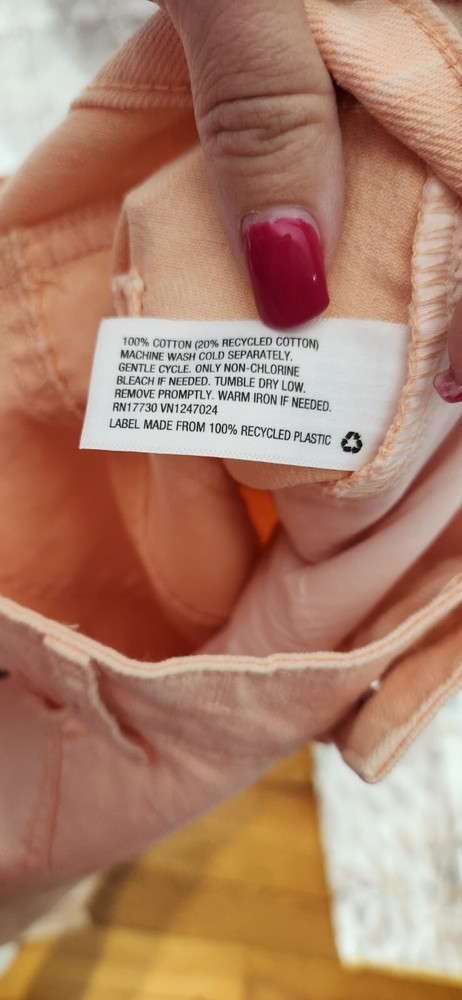 100% COTTON (20% RECYCLED COTTON)
MACHINE WASH COLD SEPARATELY.
GENTLE CYCLE. ONLY NON-CHLORINE
BLEACH IF NEEDED. TUMBLE DRY LOW.
REMOVE PROMPTLY. WARM IRON IF NEEDED.
RN17730 VN1247024
LABEL MADE FROM 100% RECYCLED PLASTIC